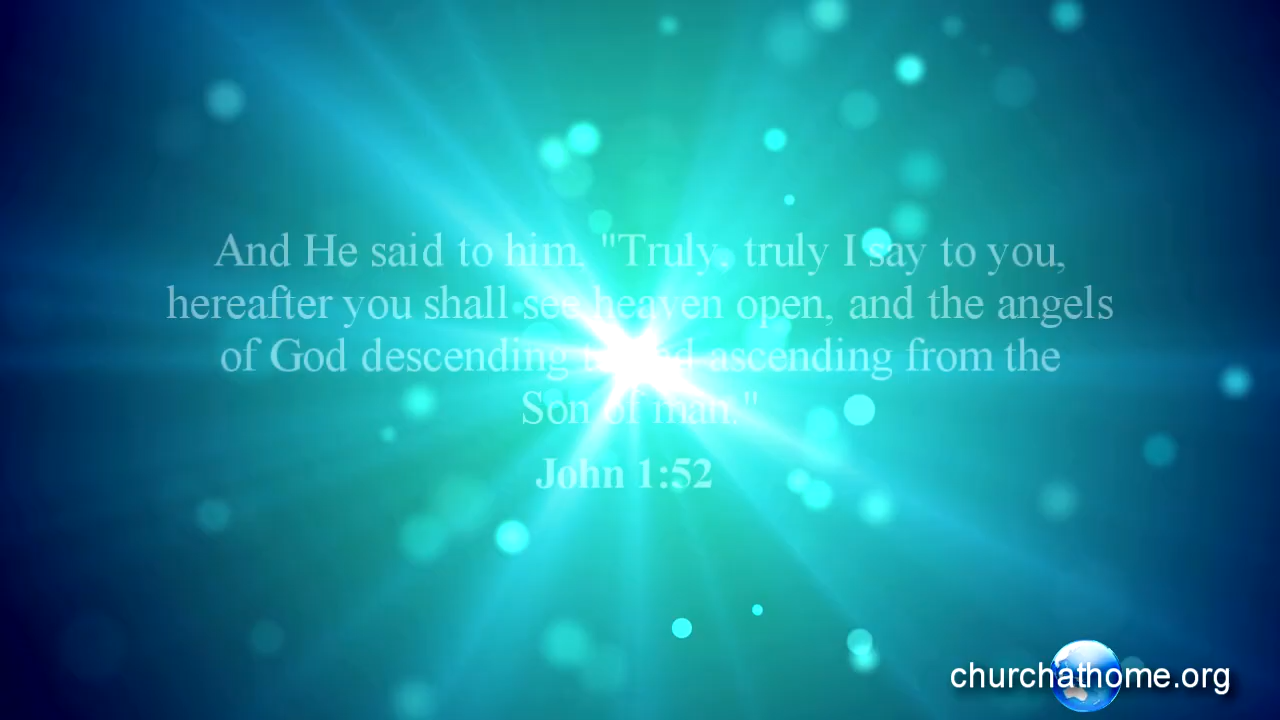 And He said to him, "Truly, truly I say to you,
hereafter you shall see heaven open, and the angels
of God descending and ascending from the
Son of man."
John 1:52
churchathome.org